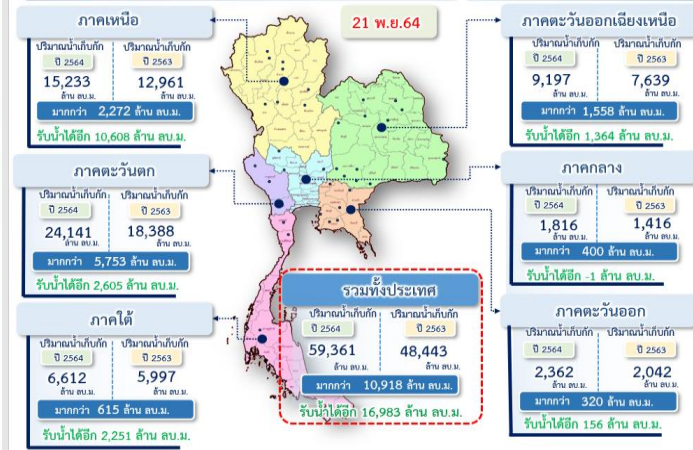 21 พ.ย.64
ภาคเหนือ
ปริมาณน้ำเก็บกัก ปริมาณน้ำเก็บกัก
ปี 2564 ปี 2563
15,233 12,961
ล้าน ลบ.ม. ล้าน ลบ.ม.
มากกว่า 2,272 ล้าน ลบ.ม.
รับน้ำได้อีก 10,608 ล้าน ลบ.ม.
ภาคตะวันออกเฉียงเหนือ
ปริมาณน้ำเก็บกัก ปริมาณน้ำเก็บกัก
ปี 2564 ปี 2563
9,197 7,639
ล้าน ลบ.ม. ล้าน ลบ.ม.
มากกว่า 1,558 ล้าน ลบ.ม.
รับน้ำได้อีก 1,364 ล้าน ลบ.ม.
ภาคตะวันตก
ปริมาณน้ำเก็บกัก ปริมาณน้ำเก็บกัก
ปี 2564 ปี 2563
24,141 18,388
ล้าน ลบ.ม. ล้าน ลบ.ม.
มากกว่า 5,753 ล้าน ลบ.ม.
รับน้ำได้อีก 2,605 ล้าน ลบ.ม.
ภาคกลาง
ปริมาณน้ำเก็บกัก ปริมาณน้ำเก็บกัก
ปี 2564 ปี 2563
1,816 1,416
ล้าน ลบ.ม. ล้าน ลบ.ม.
มากกว่า 400 ล้าน ลบ.ม.
รับน้ำได้อีก -1 ล้าน ลบ.ม.
ภาคใต้
ปริมาณน้ำเก็บกัก ปริมาณน้ำเก็บกัก
ปี 2564 ปี 2563
6,612 5,997
ล้าน ลบ.ม. ล้าน ลบ.ม.
มากกว่า 615 ล้าน ลบ.ม.
รับน้ำได้อีก 2,251 ล้าน ลบ.ม.
รวมทั้งประเทศ
ปริมาณน้ำเก็บกัก ปริมาณน้ำเก็บกัก
ปี 2564 ปี 2563
59,361 48,443
ล้าน ลบ.ม. ล้าน ลบ.ม.
มากกว่า 10,918 ล้าน ลบ.ม.
รับน้ำได้อีก 16,983 ล้าน ลบ.ม.
ภาคตะวันออก
ปริมาณน้ำเก็บกัก ปริมาณน้ำเก็บกัก
ปี 2564 ปี 2563
2,362 2,042
ล้าน ลบ.ม. ล้าน ลบ.ม.
มากกว่า 320 ล้าน ลบ.ม.
รับน้ำได้อีก 156 ล้าน ลบ.ม.